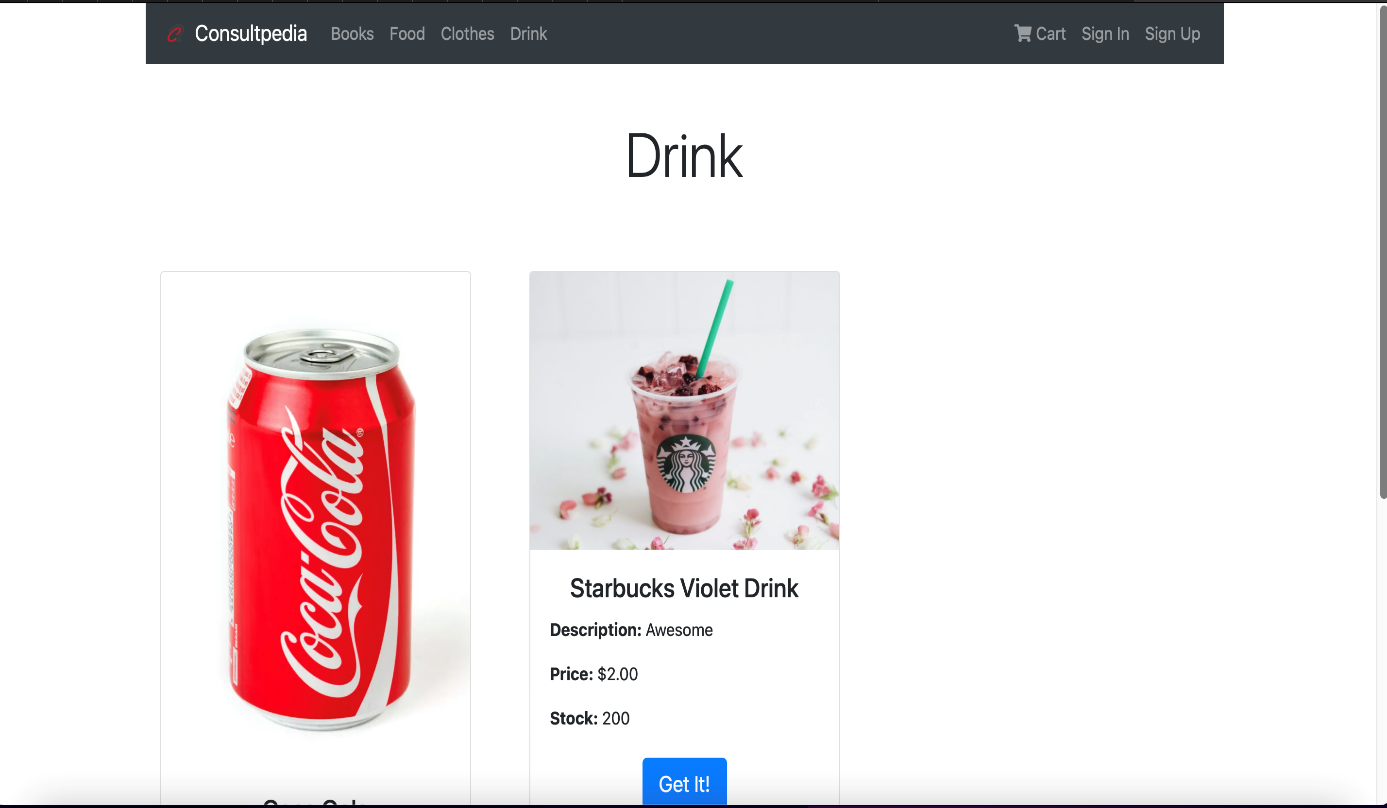 Consultpedia Books Food Clothes Drink Cart Sign In Sign Up
Drink
Coca-Cola
Starbucks Violet Drink
Description: Awesome
Price: $2.00
Stock: 200
Get It!